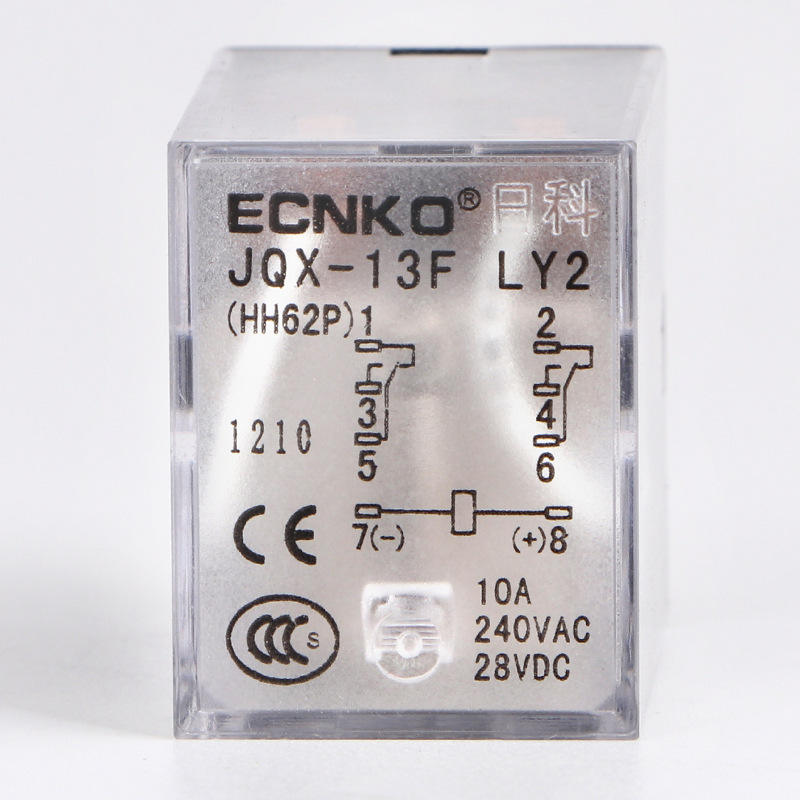 ECNKO® 日科
JQX-13F LY2
(HH62P) 1 2
3 4
1210
5 6
CE
7(-) (+)8
10A
CCC S
240VAC
28VDC